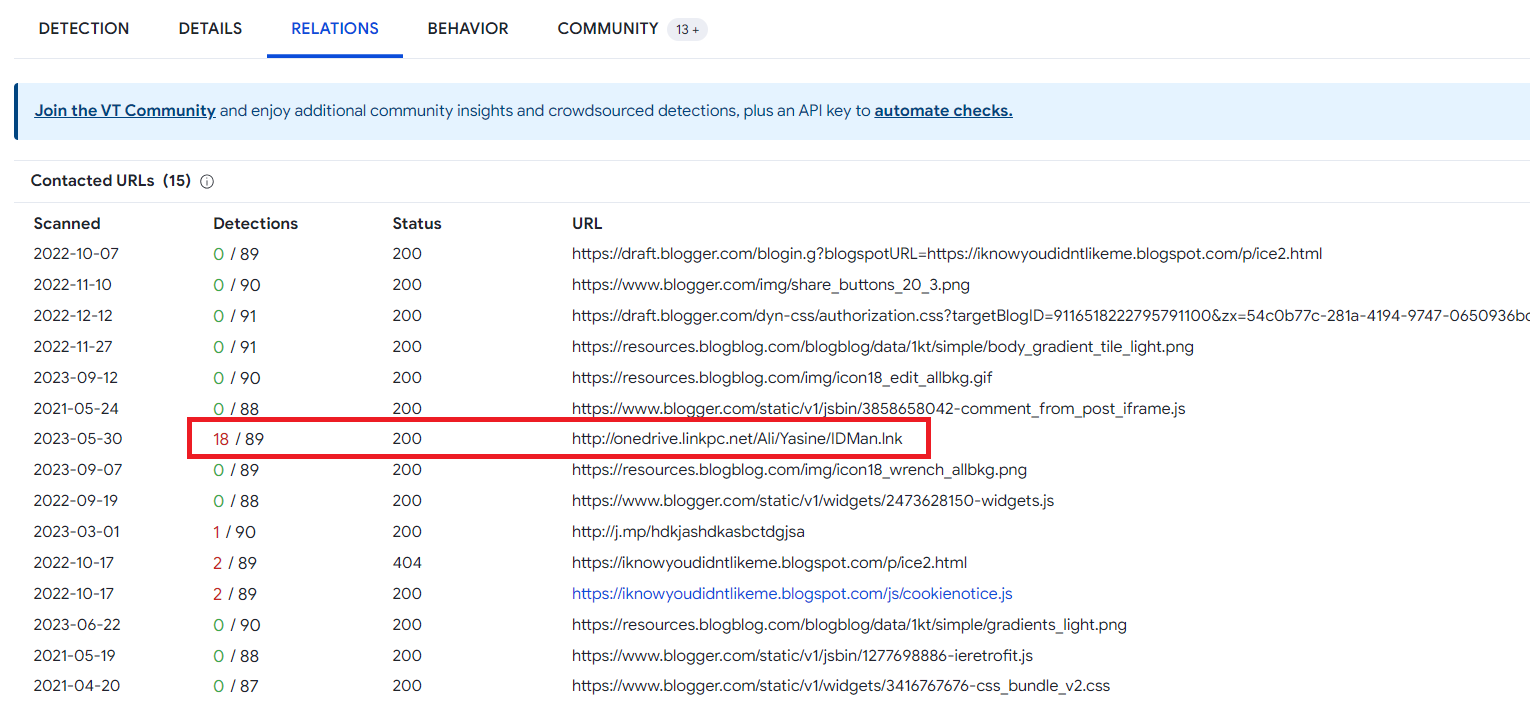 DETECTION DETAILS RELATIONS BEHAVIOR COMMUNITY 13 +
Join the VT Community and enjoy additional community insights and crowdsourced detections, plus an API key to automate checks.
Contacted URLs (15)
Scanned Detections Status URL
2022-10-07 0 / 89 200 https://draft.blogger.com/blogin.g?blogspotURL=https://iknowyoudidntlikeme.blogspot.com/p/ice2.html
2022-11-10 0 / 90 200 https://www.blogger.com/img/share_buttons_20_3.png
2022-12-12 0 / 91 200 https://draft.blogger.com/dyn-css/authorization.css?targetBlogID=9116518222795791100&zx=54c0b77c-281a-4194-9747-0650936bc
2022-11-27 0 / 91 200 https://resources.blogblog.com/blogblog/data/1kt/simple/body_gradient_tile_light.png
2023-09-12 0 / 90 200 https://resources.blogblog.com/img/icon18_edit_allbkg.gif
2021-05-24 0 / 88 200 https://www.blogger.com/static/v1/jsbin/3858658042-comment_from_post_iframe.js
2023-05-30 18 / 89 200 http://onedrive.linkpc.net/Ali/Yasine/IDMan.lnk
2023-09-07 0 / 89 200 https://resources.blogblog.com/img/icon18_wrench_allbkg.png
2022-09-19 0 / 88 200 https://www.blogger.com/static/v1/widgets/2473628150-widgets.js
2023-03-01 1 / 90 200 http://j.mp/hdkjashdkasbctdgjsa
2022-10-17 2 / 89 404 https://iknowyoudidntlikeme.blogspot.com/p/ice2.html
2022-10-17 2 / 89 200 https://iknowyoudidntlikeme.blogspot.com/js/cookienotice.js
2023-06-22 0 / 90 200 https://resources.blogblog.com/blogblog/data/1kt/simple/gradients_light.png
2021-05-19 0 / 88 200 https://www.blogger.com/static/v1/jsbin/1277698886-ieretrofit.js
2021-04-20 0 / 87 200 https://www.blogger.com/static/v1/widgets/3416767676-css_bundle_v2.css